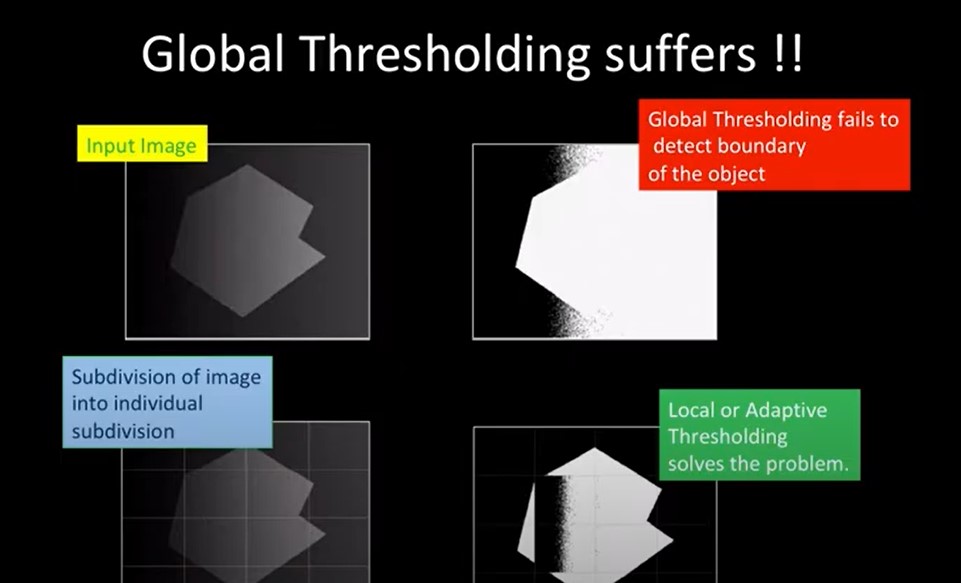 Global Thresholding suffers !!
Input Image
Global Thresholding fails to
detect boundary
of the object
Subdivision of image
into individual
subdivision
Local or Adaptive
Thresholding
solves the problem.